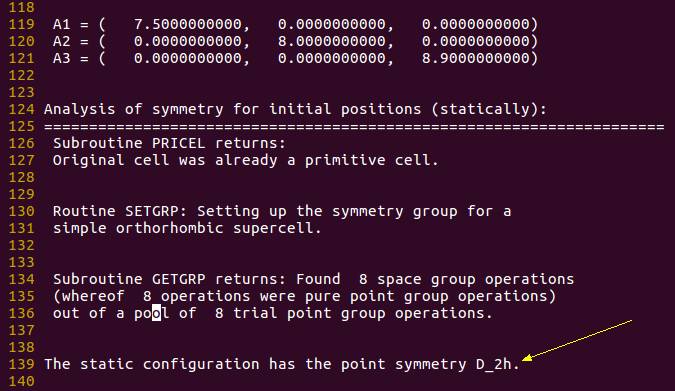 118
119 A1 = ( 7.5000000000, 0.0000000000, 0.0000000000)
120 A2 = ( 0.0000000000, 8.0000000000, 0.0000000000)
121 A3 = ( 0.0000000000, 0.0000000000, 8.9000000000)
122
123
124 Analysis of symmetry for initial positions (statically):
125 =====================================================================
126 Subroutine PRICEL returns:
127 Original cell was already a primitive cell.
128
129
130 Routine SETGRP: Setting up the symmetry group for a
131 simple orthorhombic supercell.
132
133
134 Subroutine GETGRP returns: Found 8 space group operations
135 (whereof 8 operations were pure point group operations)
136 out of a pool of 8 trial point group operations.
137
138
139 The static configuration has the point symmetry D_2h.
140